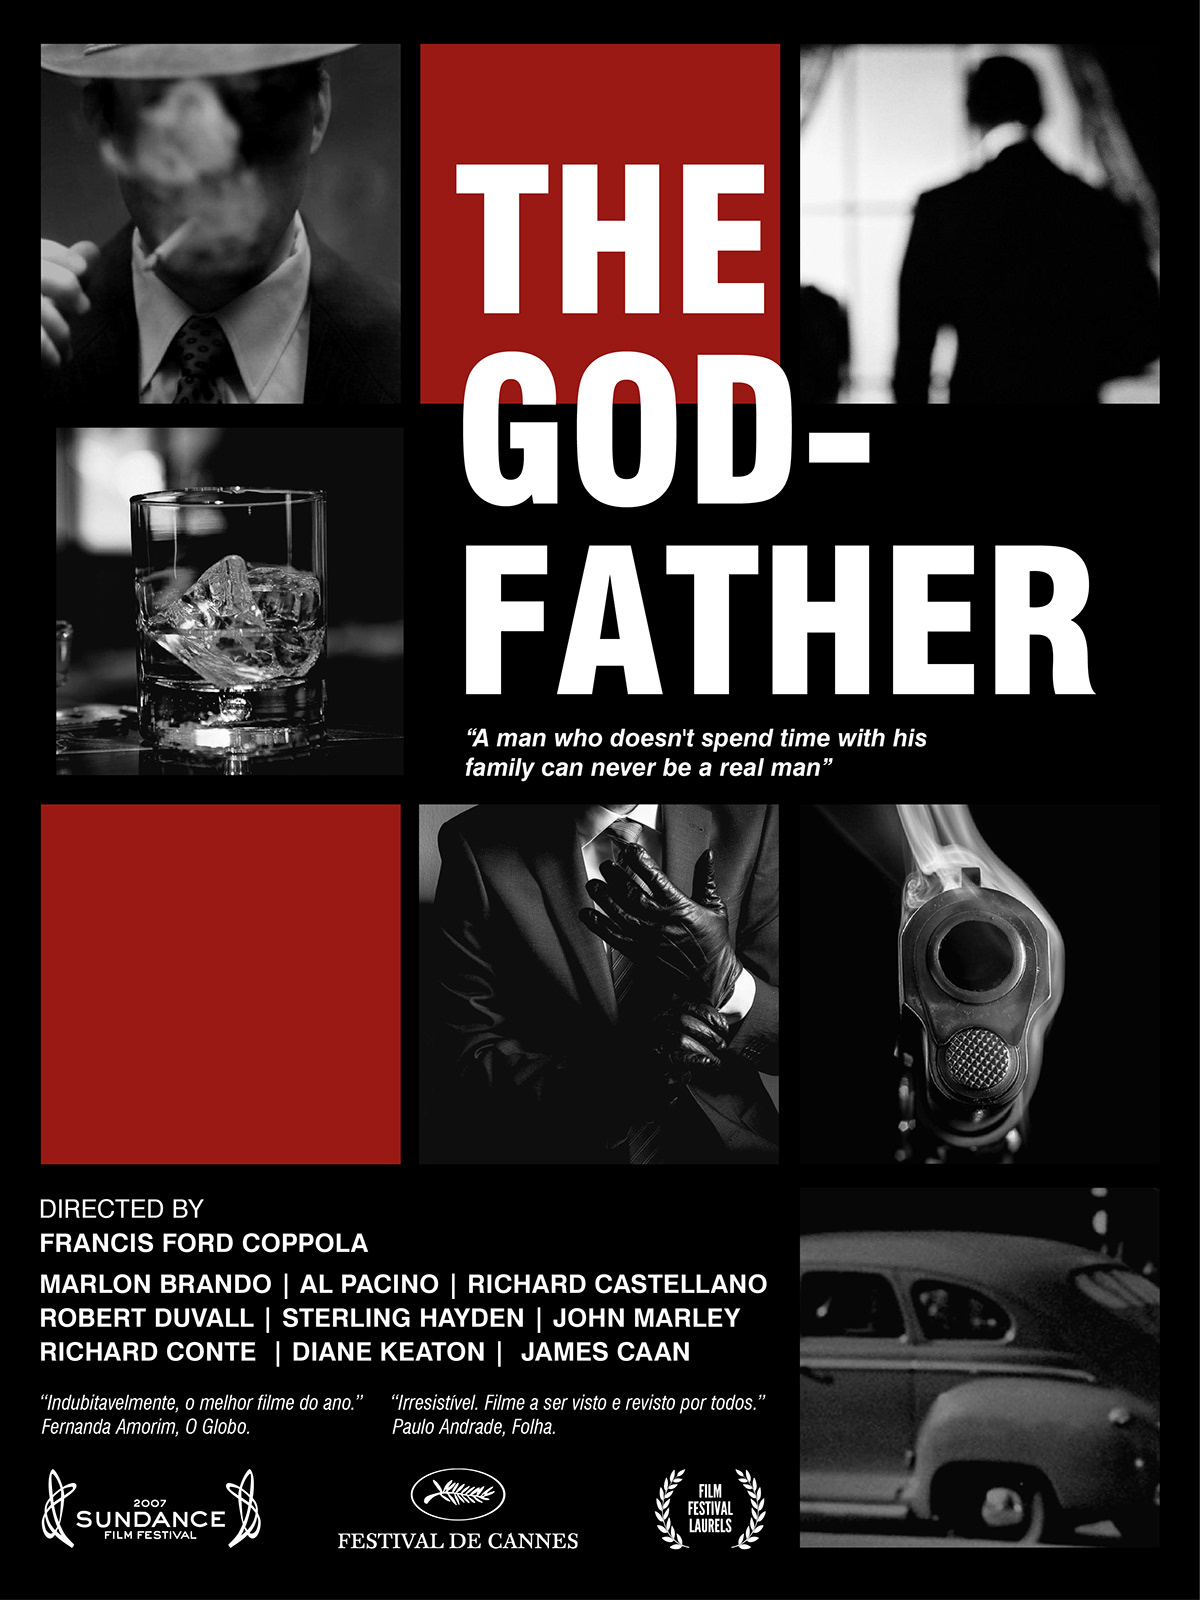 THE
GOD-
FATHER
“A man who doesn't spend time with his
family can never be a real man”
DIRECTED BY
FRANCIS FORD COPPOLA
MARLON BRANDO | AL PACINO | RICHARD CASTELLANO
ROBERT DUVALL | STERLING HAYDEN | JOHN MARLEY
RICHARD CONTE | DIANE KEATON | JAMES CAAN
“Indubitavelmente, o melhor filme do ano.”
Fernanda Amorim, O Globo.
“Irresistível. Filme a ser visto e revisto por todos.”
Paulo Andrade, Folha.
2007
SUNDANCE
FILM FESTIVAL
FESTIVAL DE CANNES
FILM
FESTIVAL
LAURELS